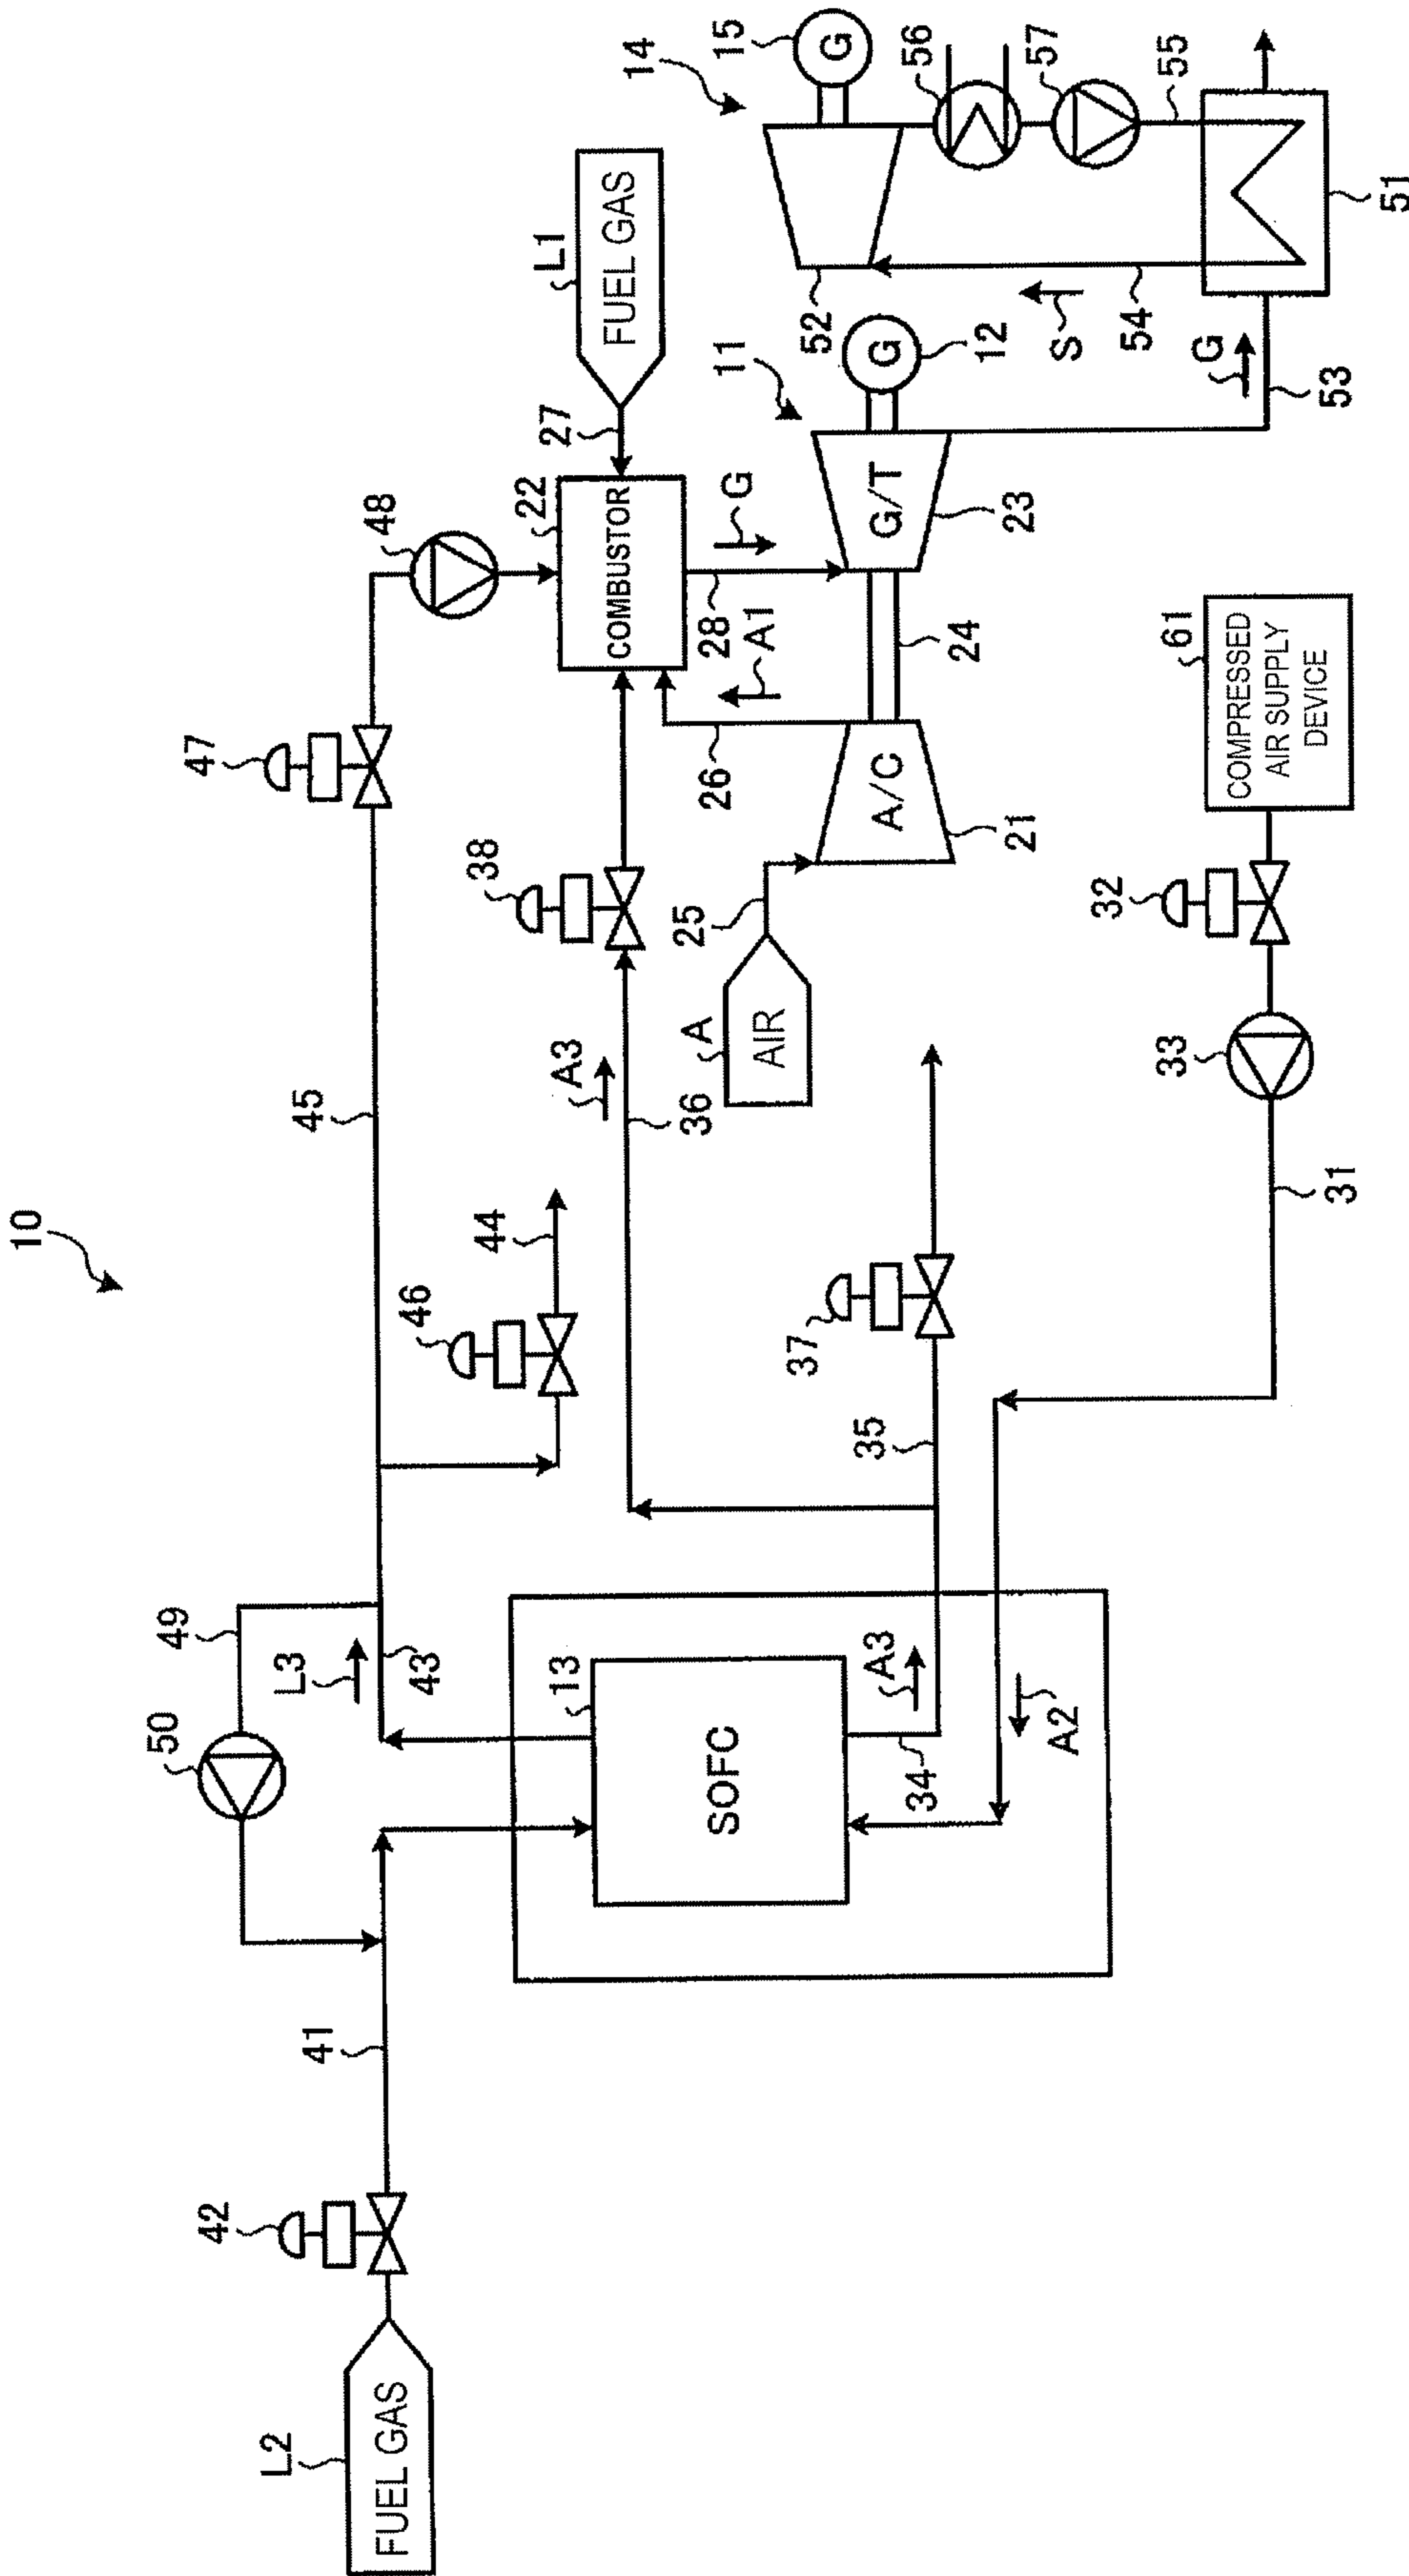 10
L2
FUEL GAS
42
41
50
49
L3
43
45
46
44
47
48
L1
FUEL GAS
27
22
COMBUSTOR
G
28
A1
26
38
A3
36
A
AIR
25
A/C
21
24
G/T
23
11
G
12
14
15
G
52
56
57
55
S
54
G
53
51
13
SOFC
A3
34
A2
35
37
31
33
32
61
COMPRESSED
AIR SUPPLY
DEVICE